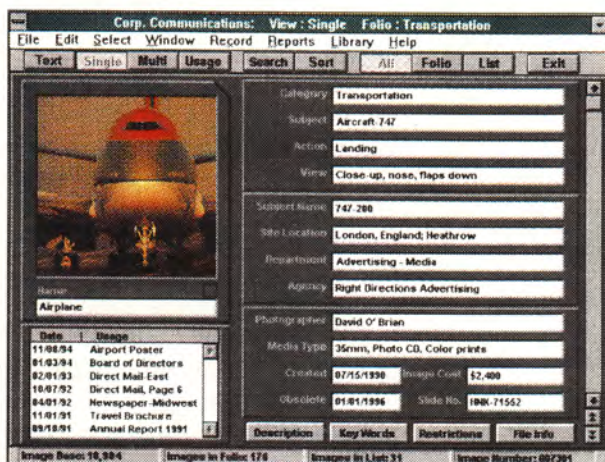 Corp. Communications: View : Single Folio : Transportation
File Edit Select Window Record Reports Library Help
Text Single Multi Usage Search Sort All Folio List Exit
Category Transportation
Subject Aircraft-747
Action Landing
View Close-up, nose, flaps down
Subject Name 747-200
Site Location London, England; Heathrow
Department Advertising - Media
Agency Right Directions Advertising
Name
Airplane
Photographer David O' Brian
Media Type 35mm, Photo CD, Color prints
Created 07/15/1990 Image Cost $2,400
Obsolete 01/01/1996 Slide No.
Date Usage
11/08/94 Airport Poster
01/03/94 Board of Directors
02/01/93 Direct Mail-East
10/07/92 Direct Mail, Page 6
04/01/92 Newspaper-Midwest
11/01/91 Travel Brochure
09/10/91 Annual Report 1991
Description Key Words Restrictions File Info
Image Base: 10,904 Images in Folio: 170 Images in List: 31 Image Number: